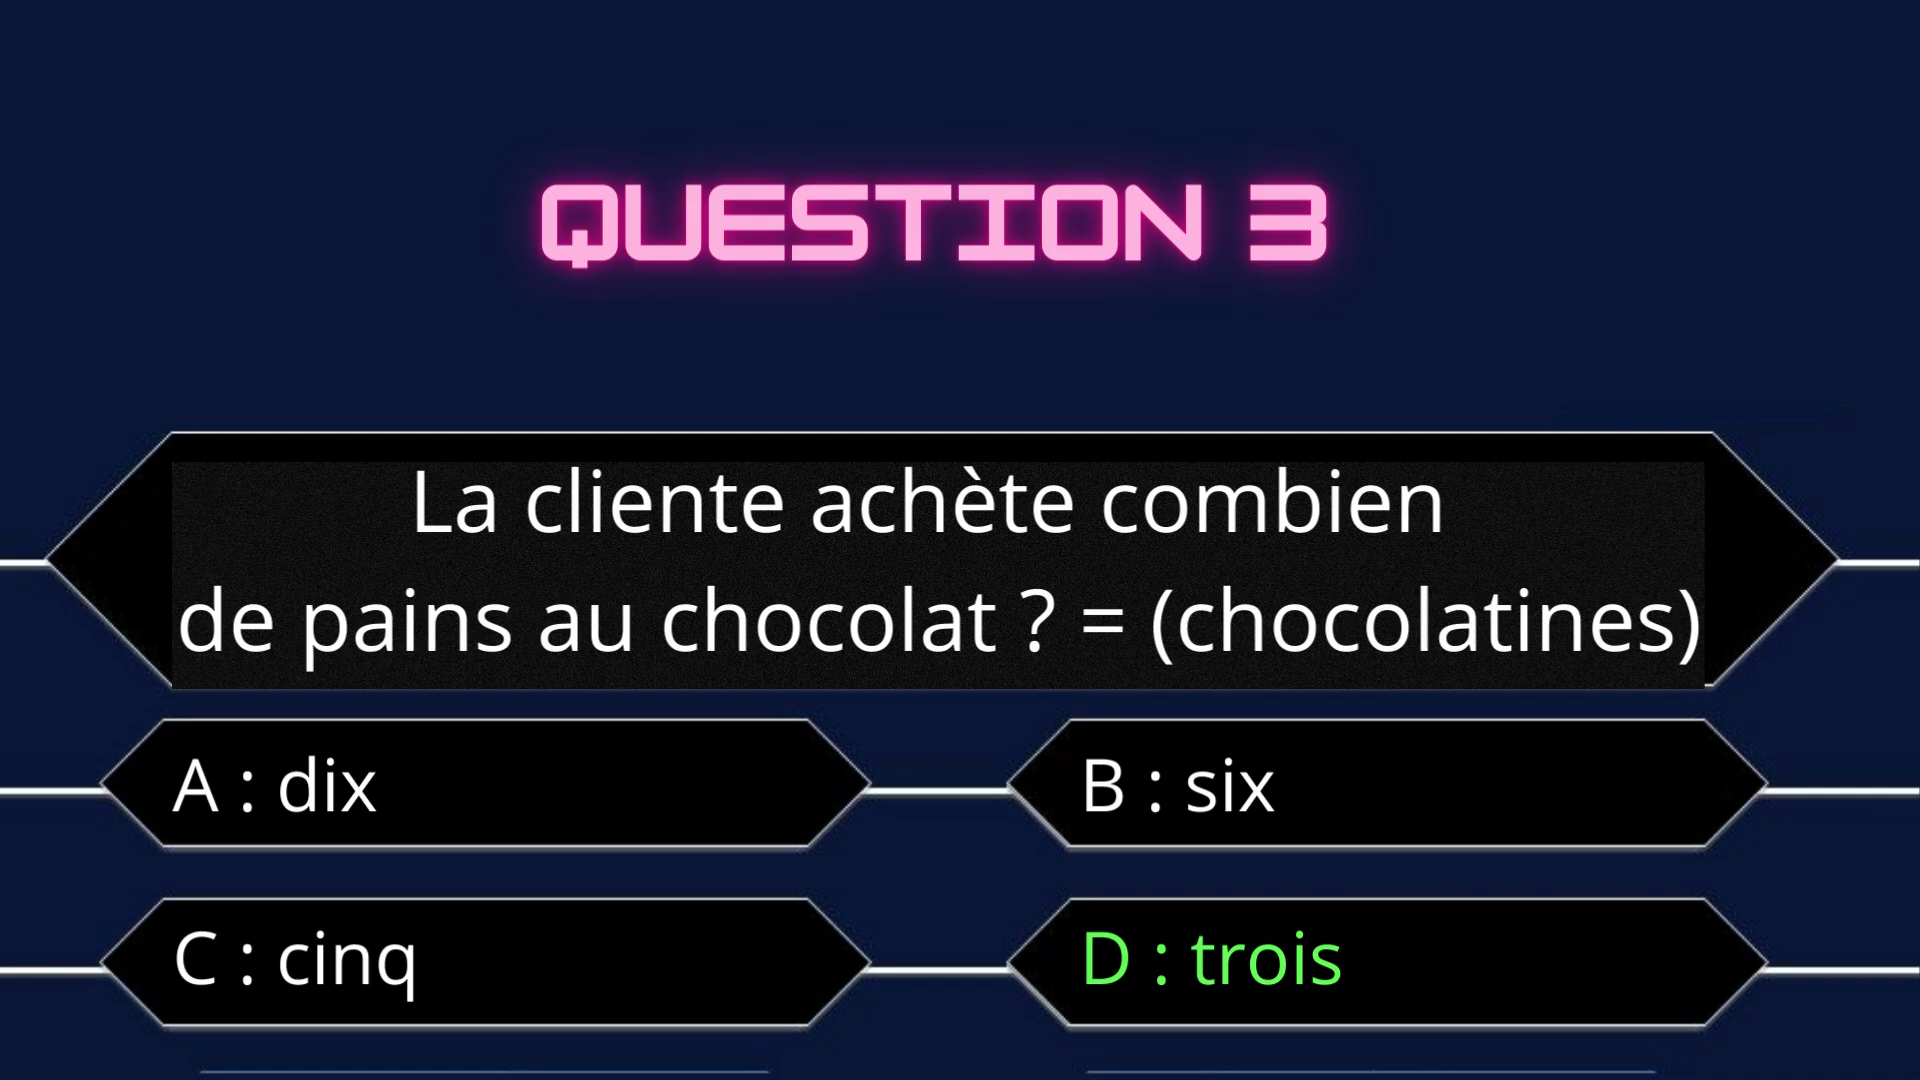 QUESTION 3
La cliente achète combien
de pains au chocolat ? = (chocolatines)
A : dix
B : six
C : cinq
D : trois